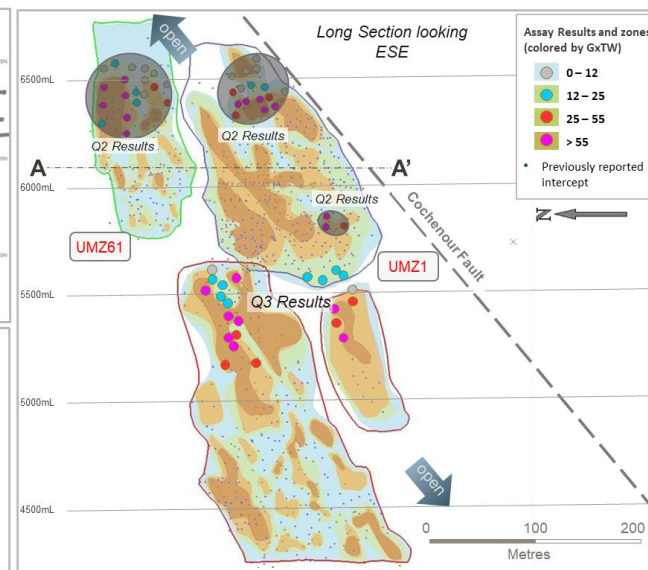 Long Section looking
ESE
open
Assay Results and zones
(colored by GxTW)
0 – 12
12 – 25
25 – 55
> 55
Previously reported
intercept
N
6500mL
Q2 Results
Q2 Results
A
A'
6000mL
Q2 Results
Cochenour Fault
UMZ61
UMZ1
5500mL
Q3 Results
5000mL
open
4500mL
0
100
200
Metres